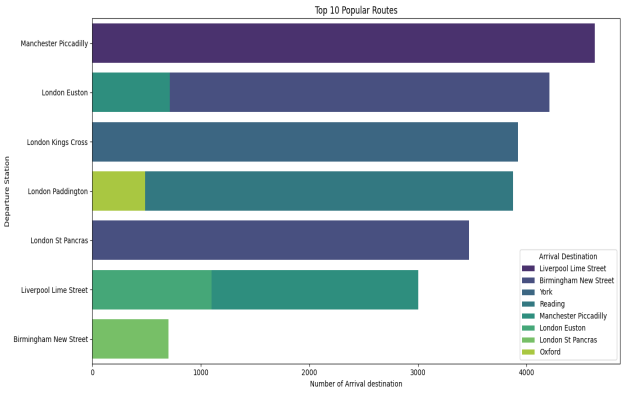 Top 10 Popular Routes
Departure Station
Manchester Piccadilly
London Euston
London Kings Cross
London Paddington
London St Pancras
Liverpool Lime Street
Birmingham New Street
Arrival Destination
Liverpool Lime Street
Birmingham New Street
York
Reading
Manchester Piccadilly
London Euston
London St Pancras
Oxford
0 1000 2000 3000 4000
Number of Arrival destination